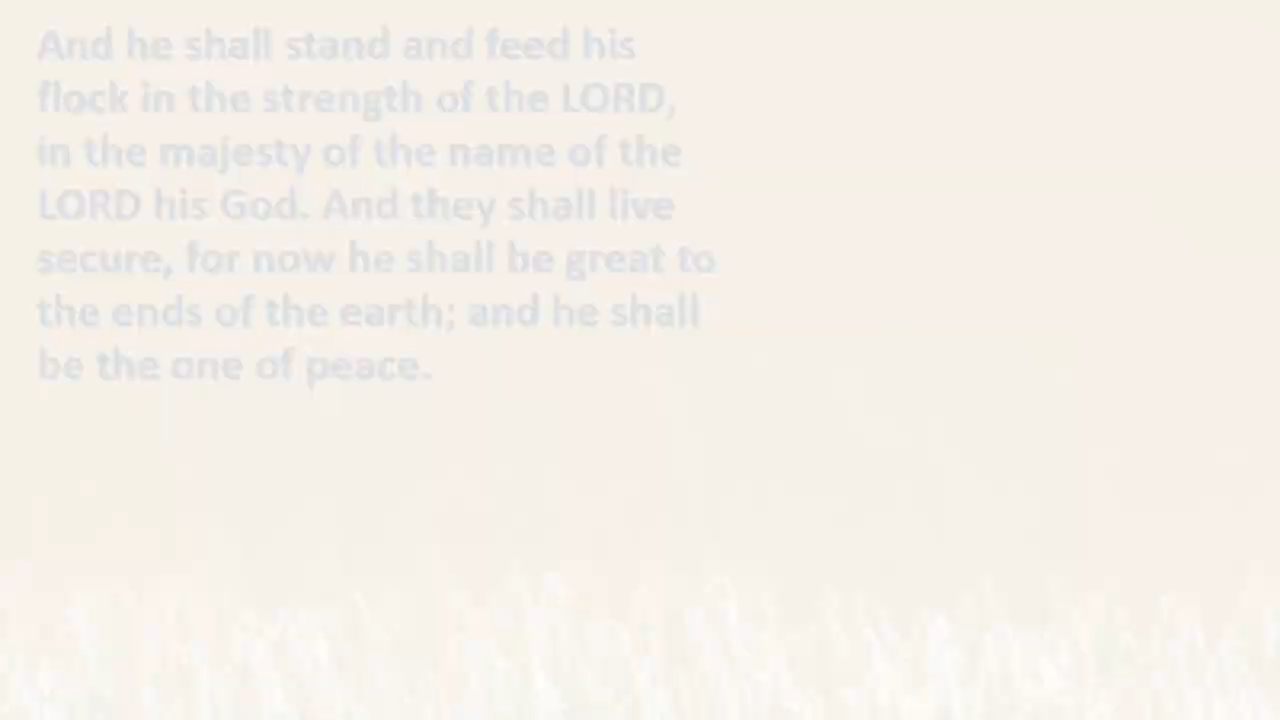 And he shall stand and feed his
flock in the strength of the LORD,
in the majesty of the name of the
LORD his God. And they shall live
secure, for now he shall be great to
the ends of the earth; and he shall
be the one of peace.